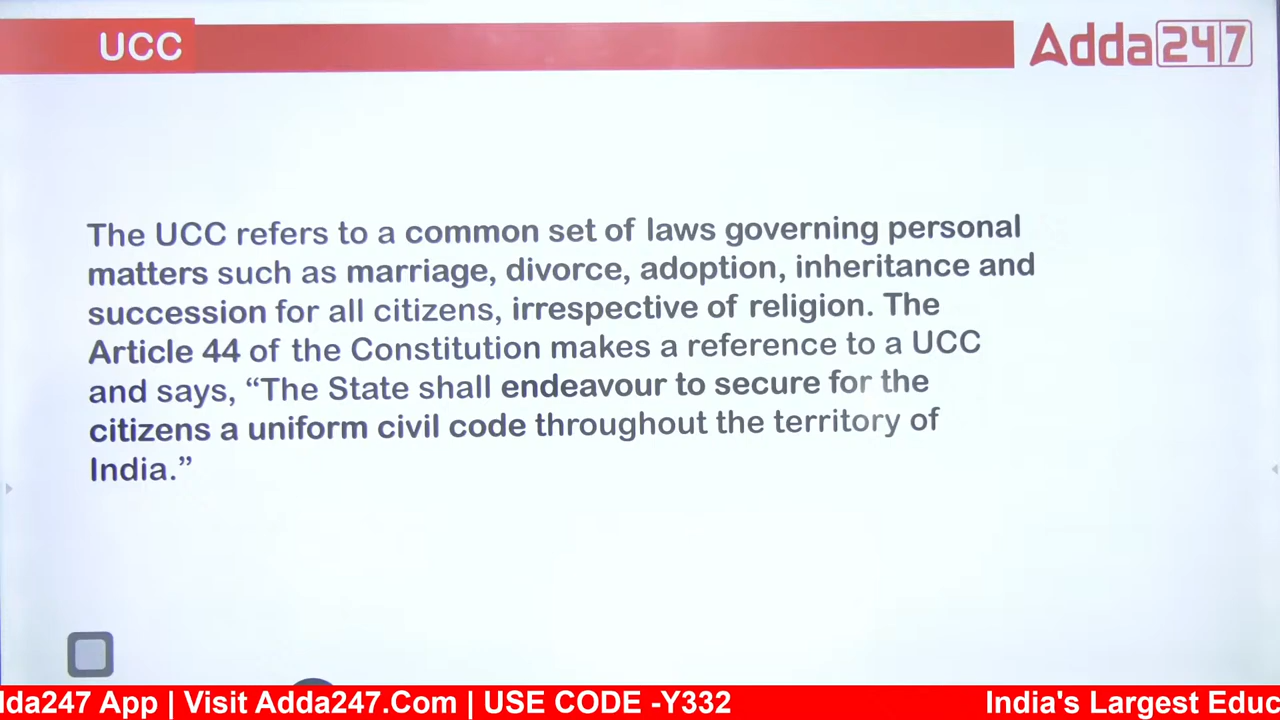 UCC
Adda247
The UCC refers to a common set of laws governing personal
matters such as marriage, divorce, adoption, inheritance and
succession for all citizens, irrespective of religion. The
Article 44 of the Constitution makes a reference to a UCC
and says, “The State shall endeavour to secure for the
citizens a uniform civil code throughout the territory of
India.”
dda247 App | Visit Adda247.Com | USE CODE -Y332
India's Largest Educ